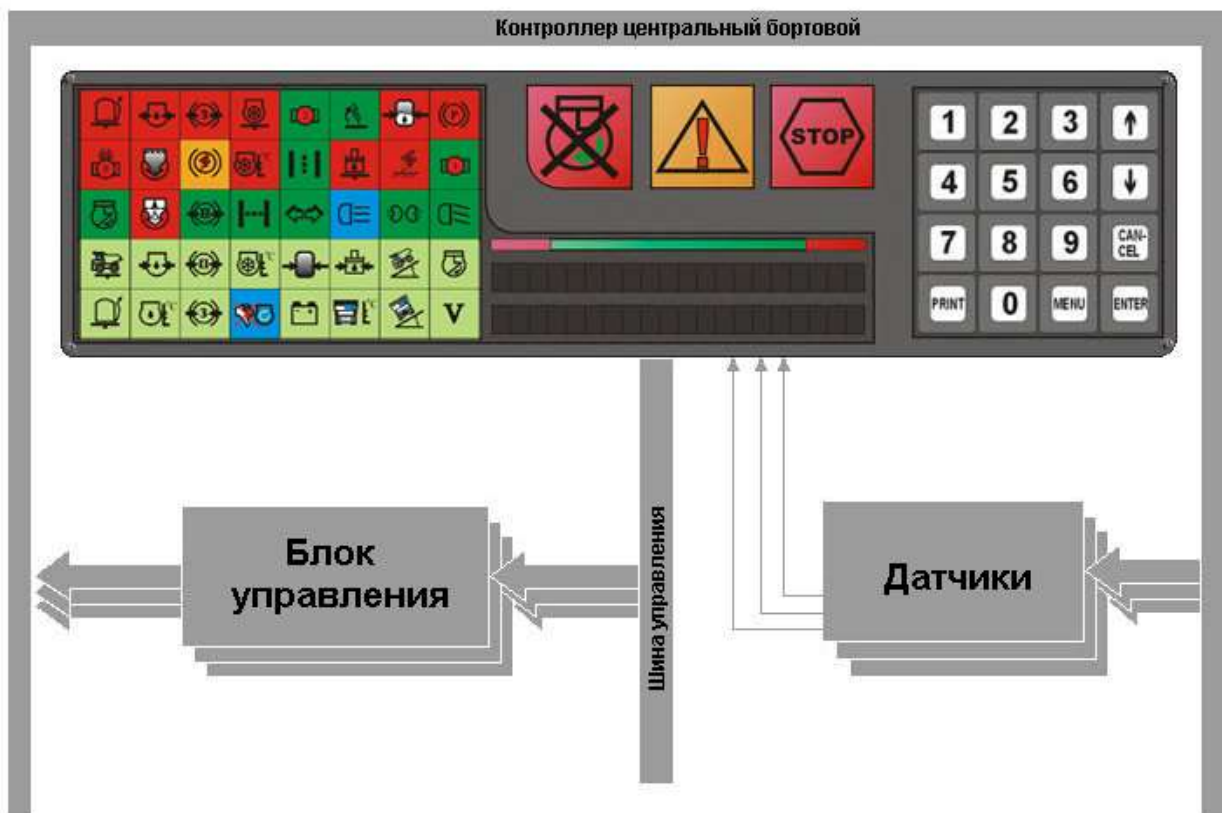 Контроллер центральный бортовой
STOP
1 2 3 ↑
4 5 6 ↓
7 8 9 CAN-
CEL
PRINT 0 MENU ENTER
V
Блок
управления
Шина управления
Датчики